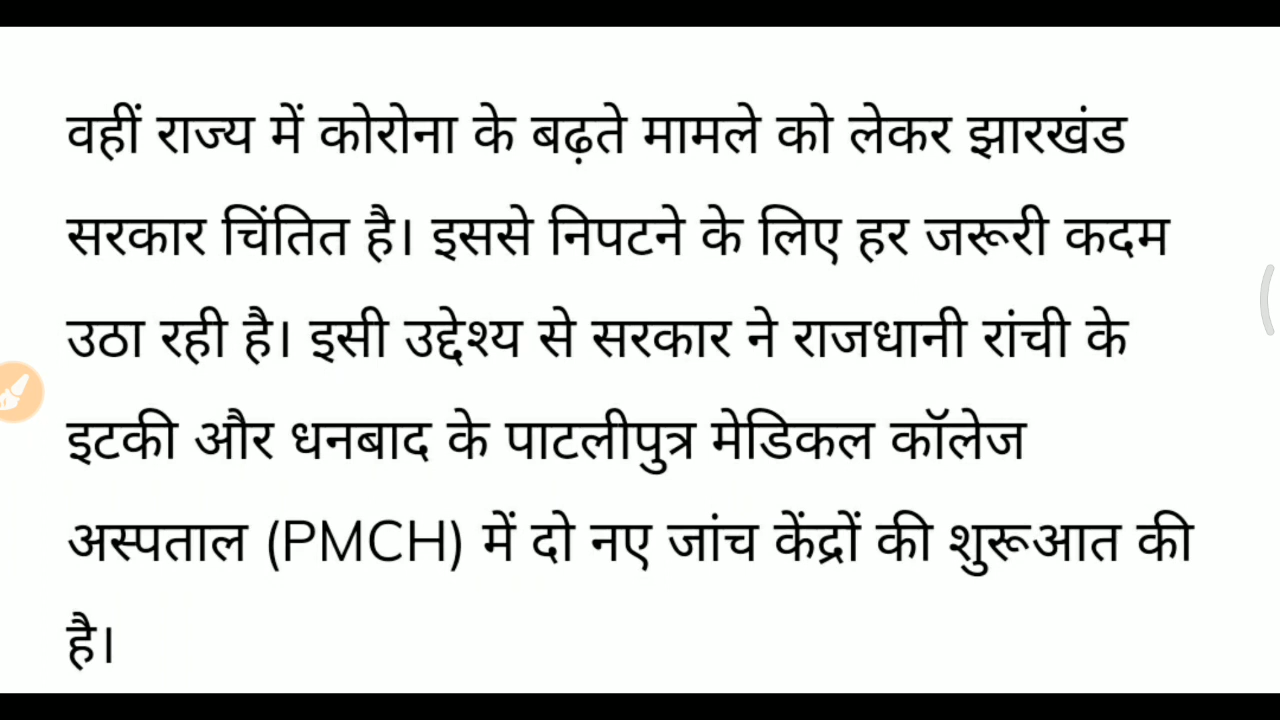 वहीं राज्य में कोरोना के बढ़ते मामले को लेकर झारखंड
सरकार चिंतित है। इससे निपटने के लिए हर जरूरी कदम
उठा रही है। इसी उद्देश्य से सरकार ने राजधानी रांची के
इटकी और धनबाद के पाटलीपुत्र मेडिकल कॉलेज
अस्पताल (PMCH) में दो नए जांच केंद्रों की शुरूआत की
है।